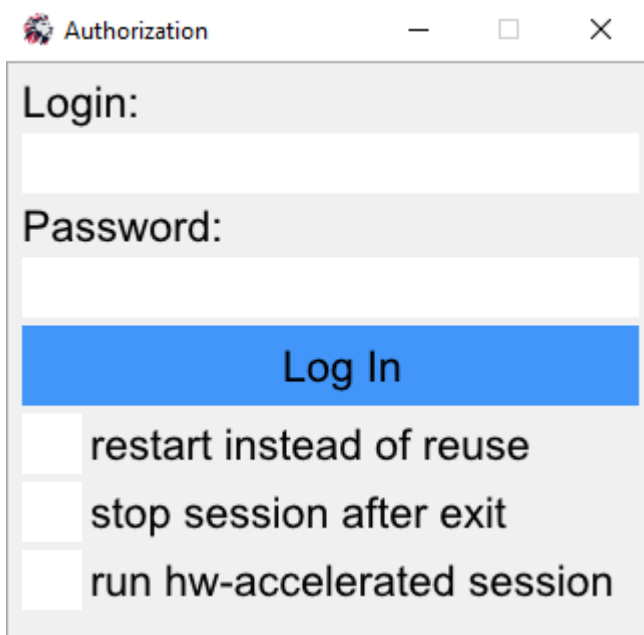 Authorization
Login:
Password:
Log In
restart instead of reuse
stop session after exit
run hw-accelerated session